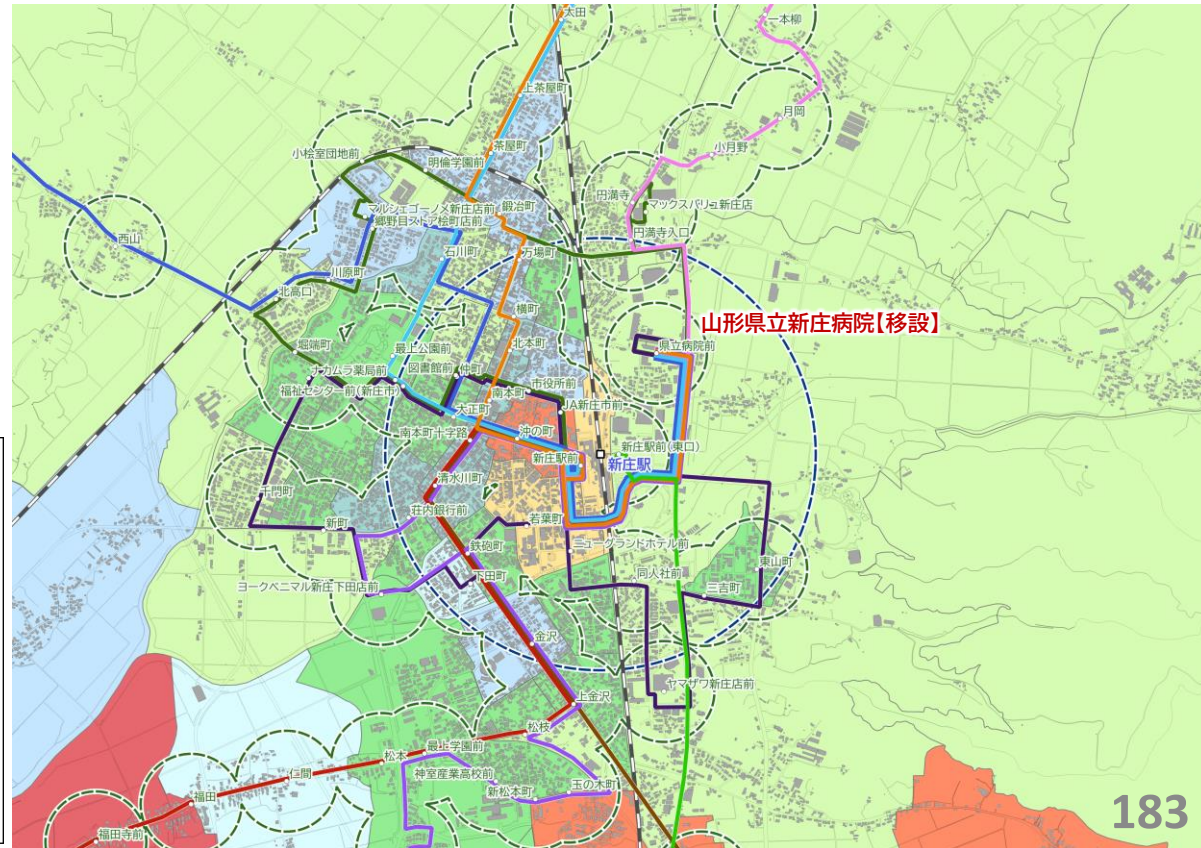 太田
一本柳
上茶屋町
月岡
茶屋町
小桧室団地前
小月野
明倫学園前
円満寺
マックスバリュ新庄店
鍛冶町
マルシェゴーノメ新庄店前
郷野目ストア桧町店前
円満寺入口
西山
石川町
万場町
川原町
北高口
横町
山形県立新庄病院【移設】
堀端町
最上公園前
北本町
県立病院前
ナカムラ薬局前
図書館前
仲町
福祉センター前(新庄市)
南本町
市役所前
大正町
JA新庄市前
南本町十字路
沖の町
新庄駅前(東口)
新庄駅前
新庄駅
清水川町
千門町
荘内銀行前
新町
若葉町
鉄砲町
ニューグランドホテル前
東山町
下田町
同人社前
ヨークベニマル新庄下田店前
三吉町
金沢
ヤマザワ新庄店前
上金沢
松枝
最上学園前
松本
仁間
神室産業高校前
玉の木町
新松本町
福田
福田寺前
183